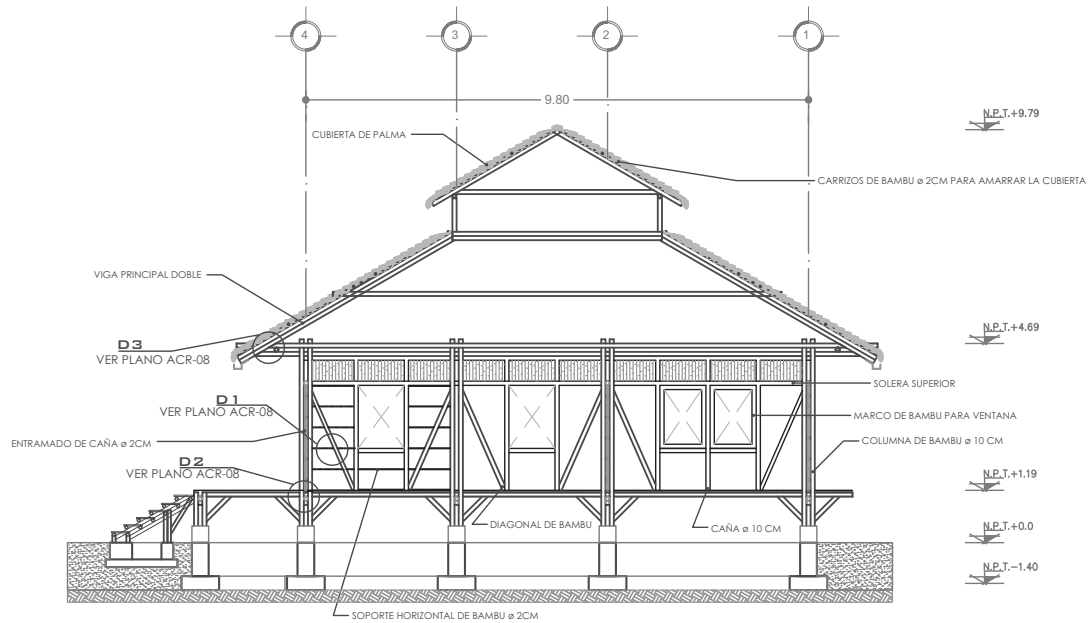 4
3
2
1
9.80
N.P.T.+9.79
CUBIERTA DE PALMA
CARRIZOS DE BAMBU ø 2CM PARA AMARRAR LA CUBIERTA
VIGA PRINCIPAL DOBLE
N.P.T.+4.69
D3
VER PLANO ACR-08
SOLERA SUPERIOR
D1
VER PLANO ACR-08
MARCO DE BAMBU PARA VENTANA
ENTRAMADO DE CAÑA ø 2CM
COLUMNA DE BAMBU ø 10 CM
D2
VER PLANO ACR-08
N.P.T.+1.19
DIAGONAL DE BAMBU
CAÑA ø 10 CM
N.P.T.+0.0
N.P.T.-1.40
SOPORTE HORIZONTAL DE BAMBU ø 2CM